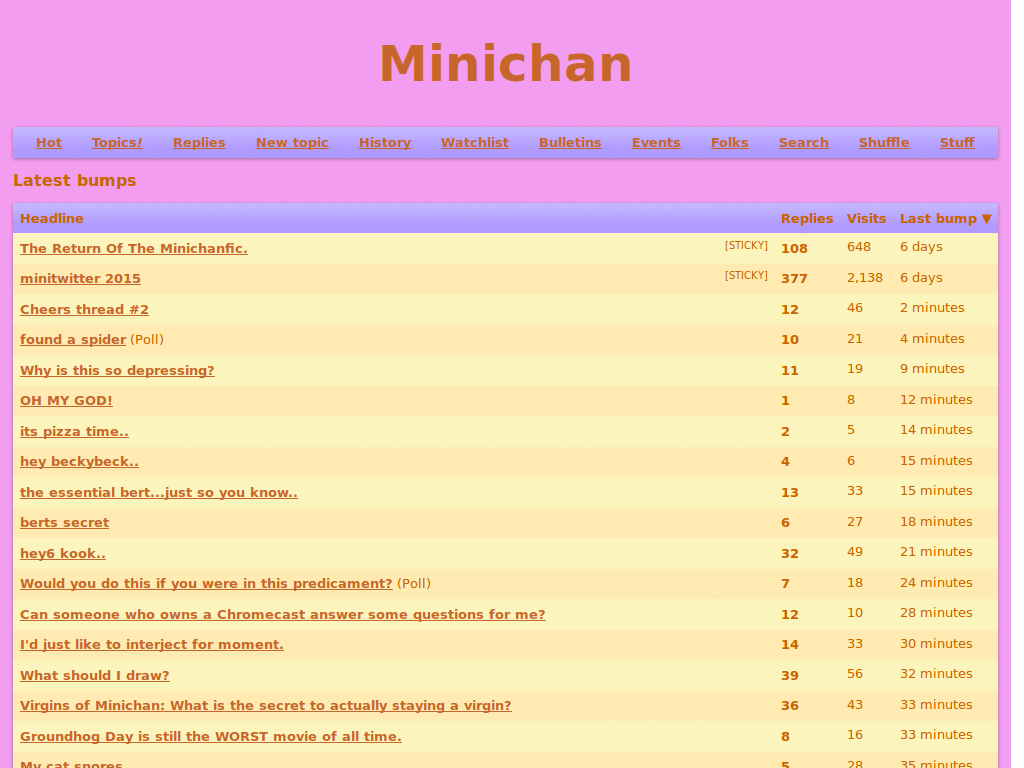 Minichan
Hot Topics! Replies New topic History Watchlist Bulletins Events Folks Search Shuffle Stuff
Latest bumps
Headline Replies Visits Last bump ▼
The Return Of The Minichanfic. [STICKY] 108 648 6 days
minitwitter 2015 [STICKY] 377 2,138 6 days
Cheers thread #2 12 46 2 minutes
found a spider (Poll) 10 21 4 minutes
Why is this so depressing? 11 19 9 minutes
OH MY GOD! 1 8 12 minutes
its pizza time.. 2 5 14 minutes
hey beckybeck.. 4 6 15 minutes
the essential bert...just so you know.. 13 33 15 minutes
berts secret 6 27 18 minutes
hey6 kook.. 32 49 21 minutes
Would you do this if you were in this predicament? (Poll) 7 18 24 minutes
Can someone who owns a Chromecast answer some questions for me? 12 10 28 minutes
I'd just like to interject for moment. 14 33 30 minutes
What should I draw? 39 56 32 minutes
Virgins of Minichan: What is the secret to actually staying a virgin? 36 43 33 minutes
Groundhog Day is still the WORST movie of all time. 8 16 33 minutes
My cat snores 5 28 35 minutes